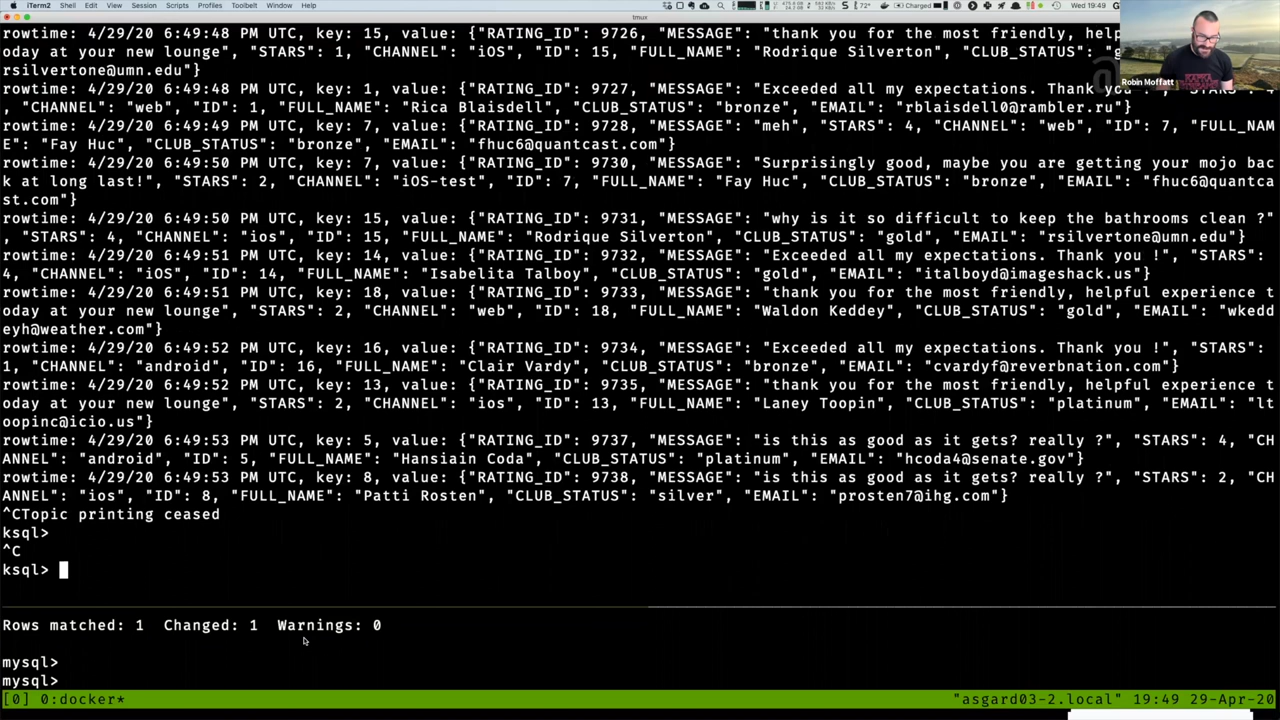 iTerm2 Shell Edit View Session Scripts Profiles Toolbelt Window Help 72° Charged Wed 19:49
tmux
rowtime: 4/29/20 6:49:48 PM UTC, key: 15, value: {"RATING_ID": 9726, "MESSAGE": "thank you for the most friendly, help
oday at your new lounge", "STARS": 1, "CHANNEL": "iOS", "ID": 15, "FULL_NAME": "Rodrique Silverton", "CLUB_STATUS": "g
rsilvertone@umn.edu"}
Robin Moffatt
rowtime: 4/29/20 6:49:48 PM UTC, key: 1, value: {"RATING_ID": 9727, "MESSAGE": "Exceeded all my expectations. Thank you
, "CHANNEL": "web", "ID": 1, "FULL_NAME": "Rica Blaisdell", "CLUB_STATUS": "bronze", "EMAIL": "rblaisdell0@rambler.ru"}
rowtime: 4/29/20 6:49:49 PM UTC, key: 7, value: {"RATING_ID": 9728, "MESSAGE": "meh", "STARS": 4, "CHANNEL": "web", "ID": 7, "FULL_NAM
E": "Fay Huc", "CLUB_STATUS": "bronze", "EMAIL": "fhuc6@quantcast.com"}
rowtime: 4/29/20 6:49:50 PM UTC, key: 7, value: {"RATING_ID": 9730, "MESSAGE": "Surprisingly good, maybe you are getting your mojo bac
k at long last!", "STARS": 2, "CHANNEL": "iOS-test", "ID": 7, "FULL_NAME": "Fay Huc", "CLUB_STATUS": "bronze", "EMAIL": "fhuc6@quantca
st.com"}
rowtime: 4/29/20 6:49:50 PM UTC, key: 15, value: {"RATING_ID": 9731, "MESSAGE": "why is it so difficult to keep the bathrooms clean ?"
, "STARS": 4, "CHANNEL": "ios", "ID": 15, "FULL_NAME": "Rodrique Silverton", "CLUB_STATUS": "gold", "EMAIL": "rsilvertone@umn.edu"}
rowtime: 4/29/20 6:49:51 PM UTC, key: 14, value: {"RATING_ID": 9732, "MESSAGE": "Exceeded all my expectations. Thank you !", "STARS":
4, "CHANNEL": "iOS", "ID": 14, "FULL_NAME": "Isabelita Talboy", "CLUB_STATUS": "gold", "EMAIL": "italboyd@imageshack.us"}
rowtime: 4/29/20 6:49:51 PM UTC, key: 18, value: {"RATING_ID": 9733, "MESSAGE": "thank you for the most friendly, helpful experience t
oday at your new lounge", "STARS": 2, "CHANNEL": "web", "ID": 18, "FULL_NAME": "Waldon Keddey", "CLUB_STATUS": "gold", "EMAIL": "wkedd
eyh@weather.com"}
rowtime: 4/29/20 6:49:52 PM UTC, key: 16, value: {"RATING_ID": 9734, "MESSAGE": "Exceeded all my expectations. Thank you !", "STARS":
1, "CHANNEL": "android", "ID": 16, "FULL_NAME": "Clair Vardy", "CLUB_STATUS": "bronze", "EMAIL": "cvardyf@reverbnation.com"}
rowtime: 4/29/20 6:49:52 PM UTC, key: 13, value: {"RATING_ID": 9735, "MESSAGE": "thank you for the most friendly, helpful experience t
oday at your new lounge", "STARS": 2, "CHANNEL": "ios", "ID": 13, "FULL_NAME": "Laney Toopin", "CLUB_STATUS": "platinum", "EMAIL": "lt
oopinc@icio.us"}
rowtime: 4/29/20 6:49:53 PM UTC, key: 5, value: {"RATING_ID": 9737, "MESSAGE": "is this as good as it gets? really ?", "STARS": 4, "CH
ANNEL": "android", "ID": 5, "FULL_NAME": "Hansiain Coda", "CLUB_STATUS": "platinum", "EMAIL": "hcoda4@senate.gov"}
rowtime: 4/29/20 6:49:53 PM UTC, key: 8, value: {"RATING_ID": 9738, "MESSAGE": "is this as good as it gets? really ?", "STARS": 2, "CH
ANNEL": "ios", "ID": 8, "FULL_NAME": "Patti Rosten", "CLUB_STATUS": "silver", "EMAIL": "prosten7@ihg.com"}
^CTopic printing ceased
ksql>
^C
ksql>
Rows matched: 1 Changed: 1 Warnings: 0
mysql>
mysql>
[0] 0:docker* "asgard03-2.local" 19:49 29-Apr-20